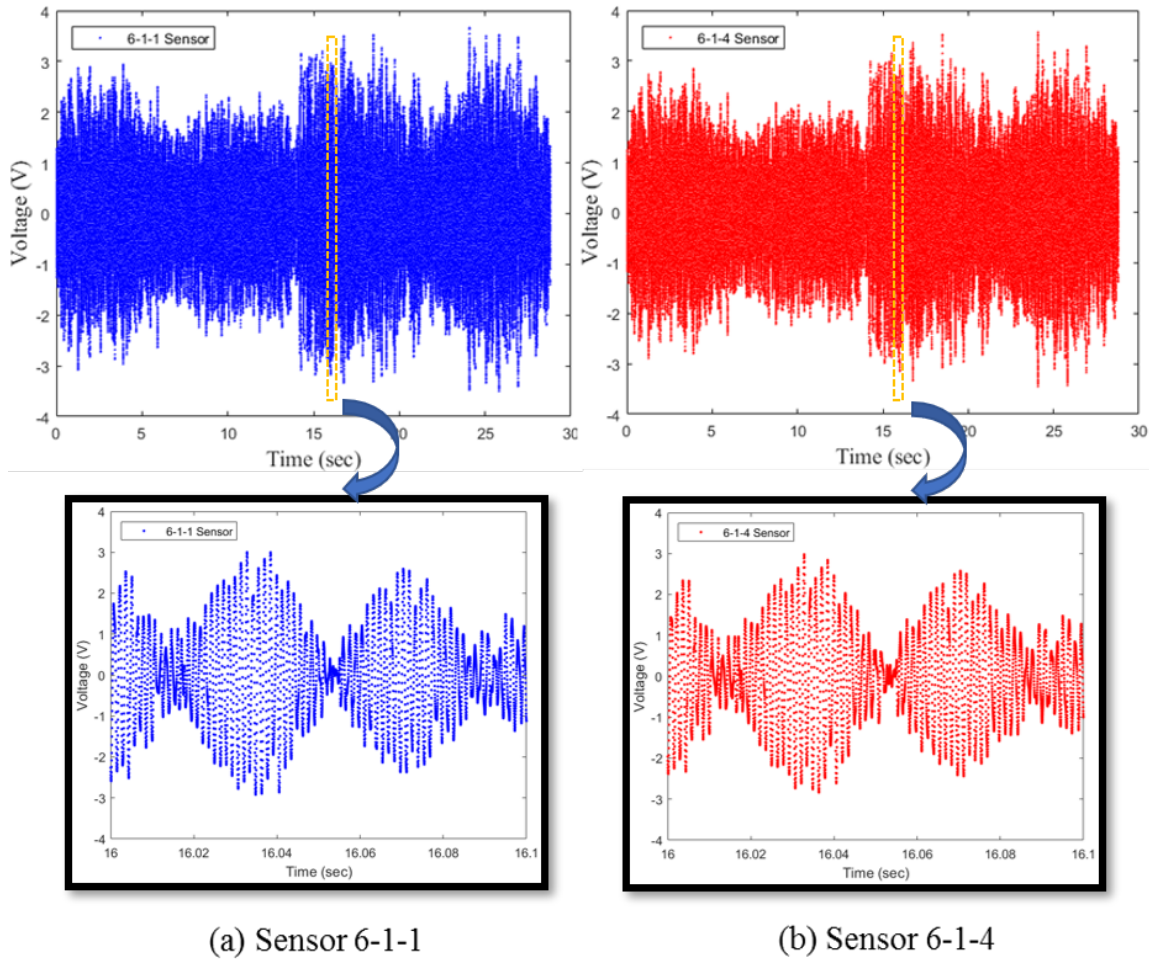 6-1-1 Sensor
4
3
2
1
0
-1
-2
-3
-4
Voltage (V)
0 5 10 15 20 25 30
Time (sec)
6-1-4 Sensor
4
3
2
1
0
-1
-2
-3
-4
Voltage (V)
0 5 10 15 20 25 30
Time (sec)
6-1-1 Sensor
4
3
2
1
0
-1
-2
-3
-4
Voltage (V)
16 16.02 16.04 16.06 16.08 16.1
Time (sec)
6-1-4 Sensor
4
3
2
1
0
-1
-2
-3
-4
Voltage (V)
16 16.02 16.04 16.06 16.08 16.1
Time (sec)
(a) Sensor 6-1-1
(b) Sensor 6-1-4